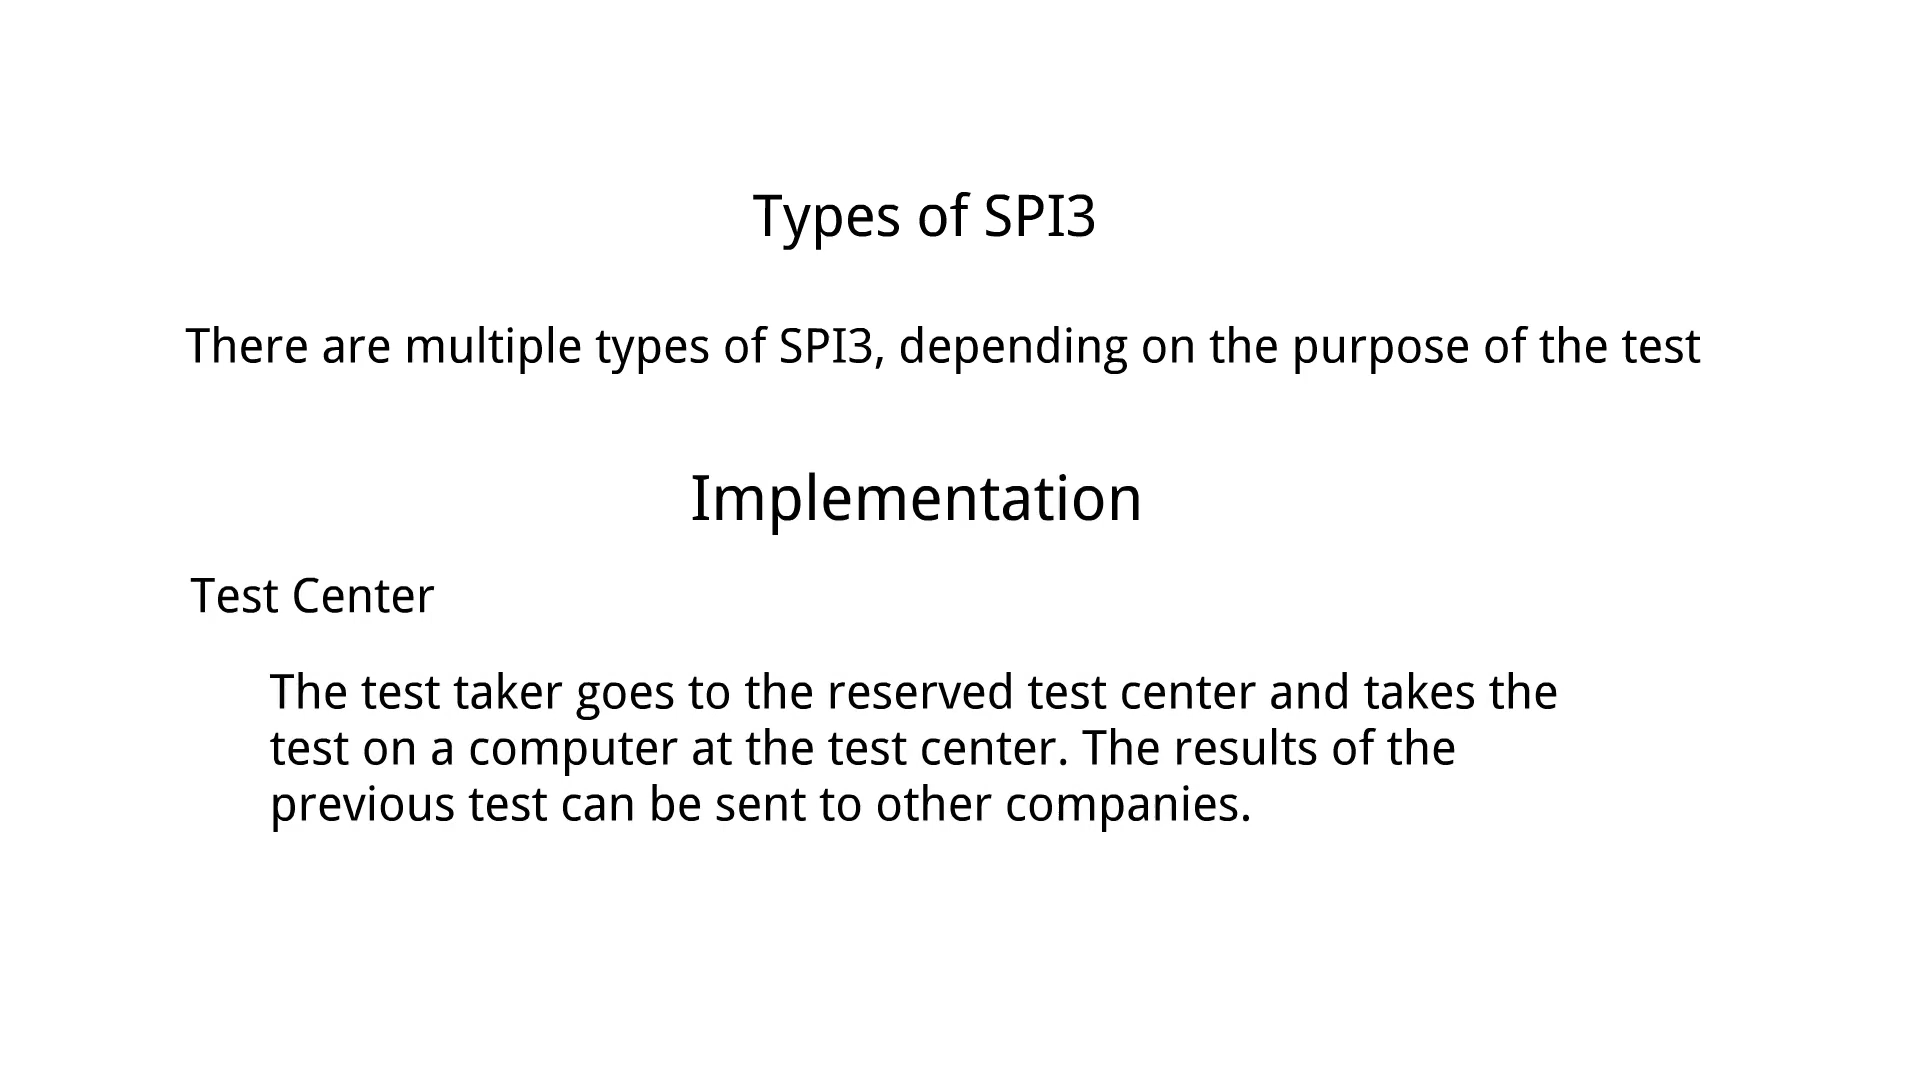 Types of SPI3
There are multiple types of SPI3, depending on the purpose of the test
Implementation
Test Center
The test taker goes to the reserved test center and takes the
test on a computer at the test center. The results of the
previous test can be sent to other companies.